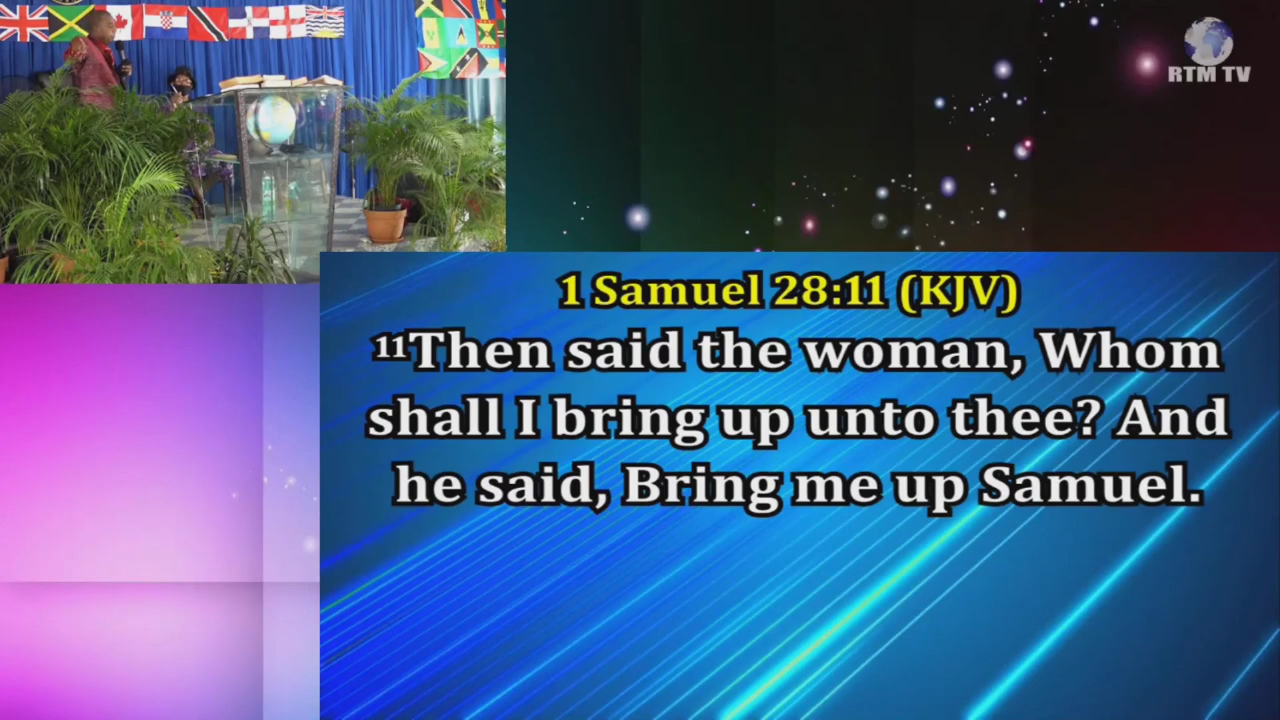 RTM TV
1 Samuel 28:11 (KJV)
¹¹Then said the woman, Whom
shall I bring up unto thee? And
he said, Bring me up Samuel.